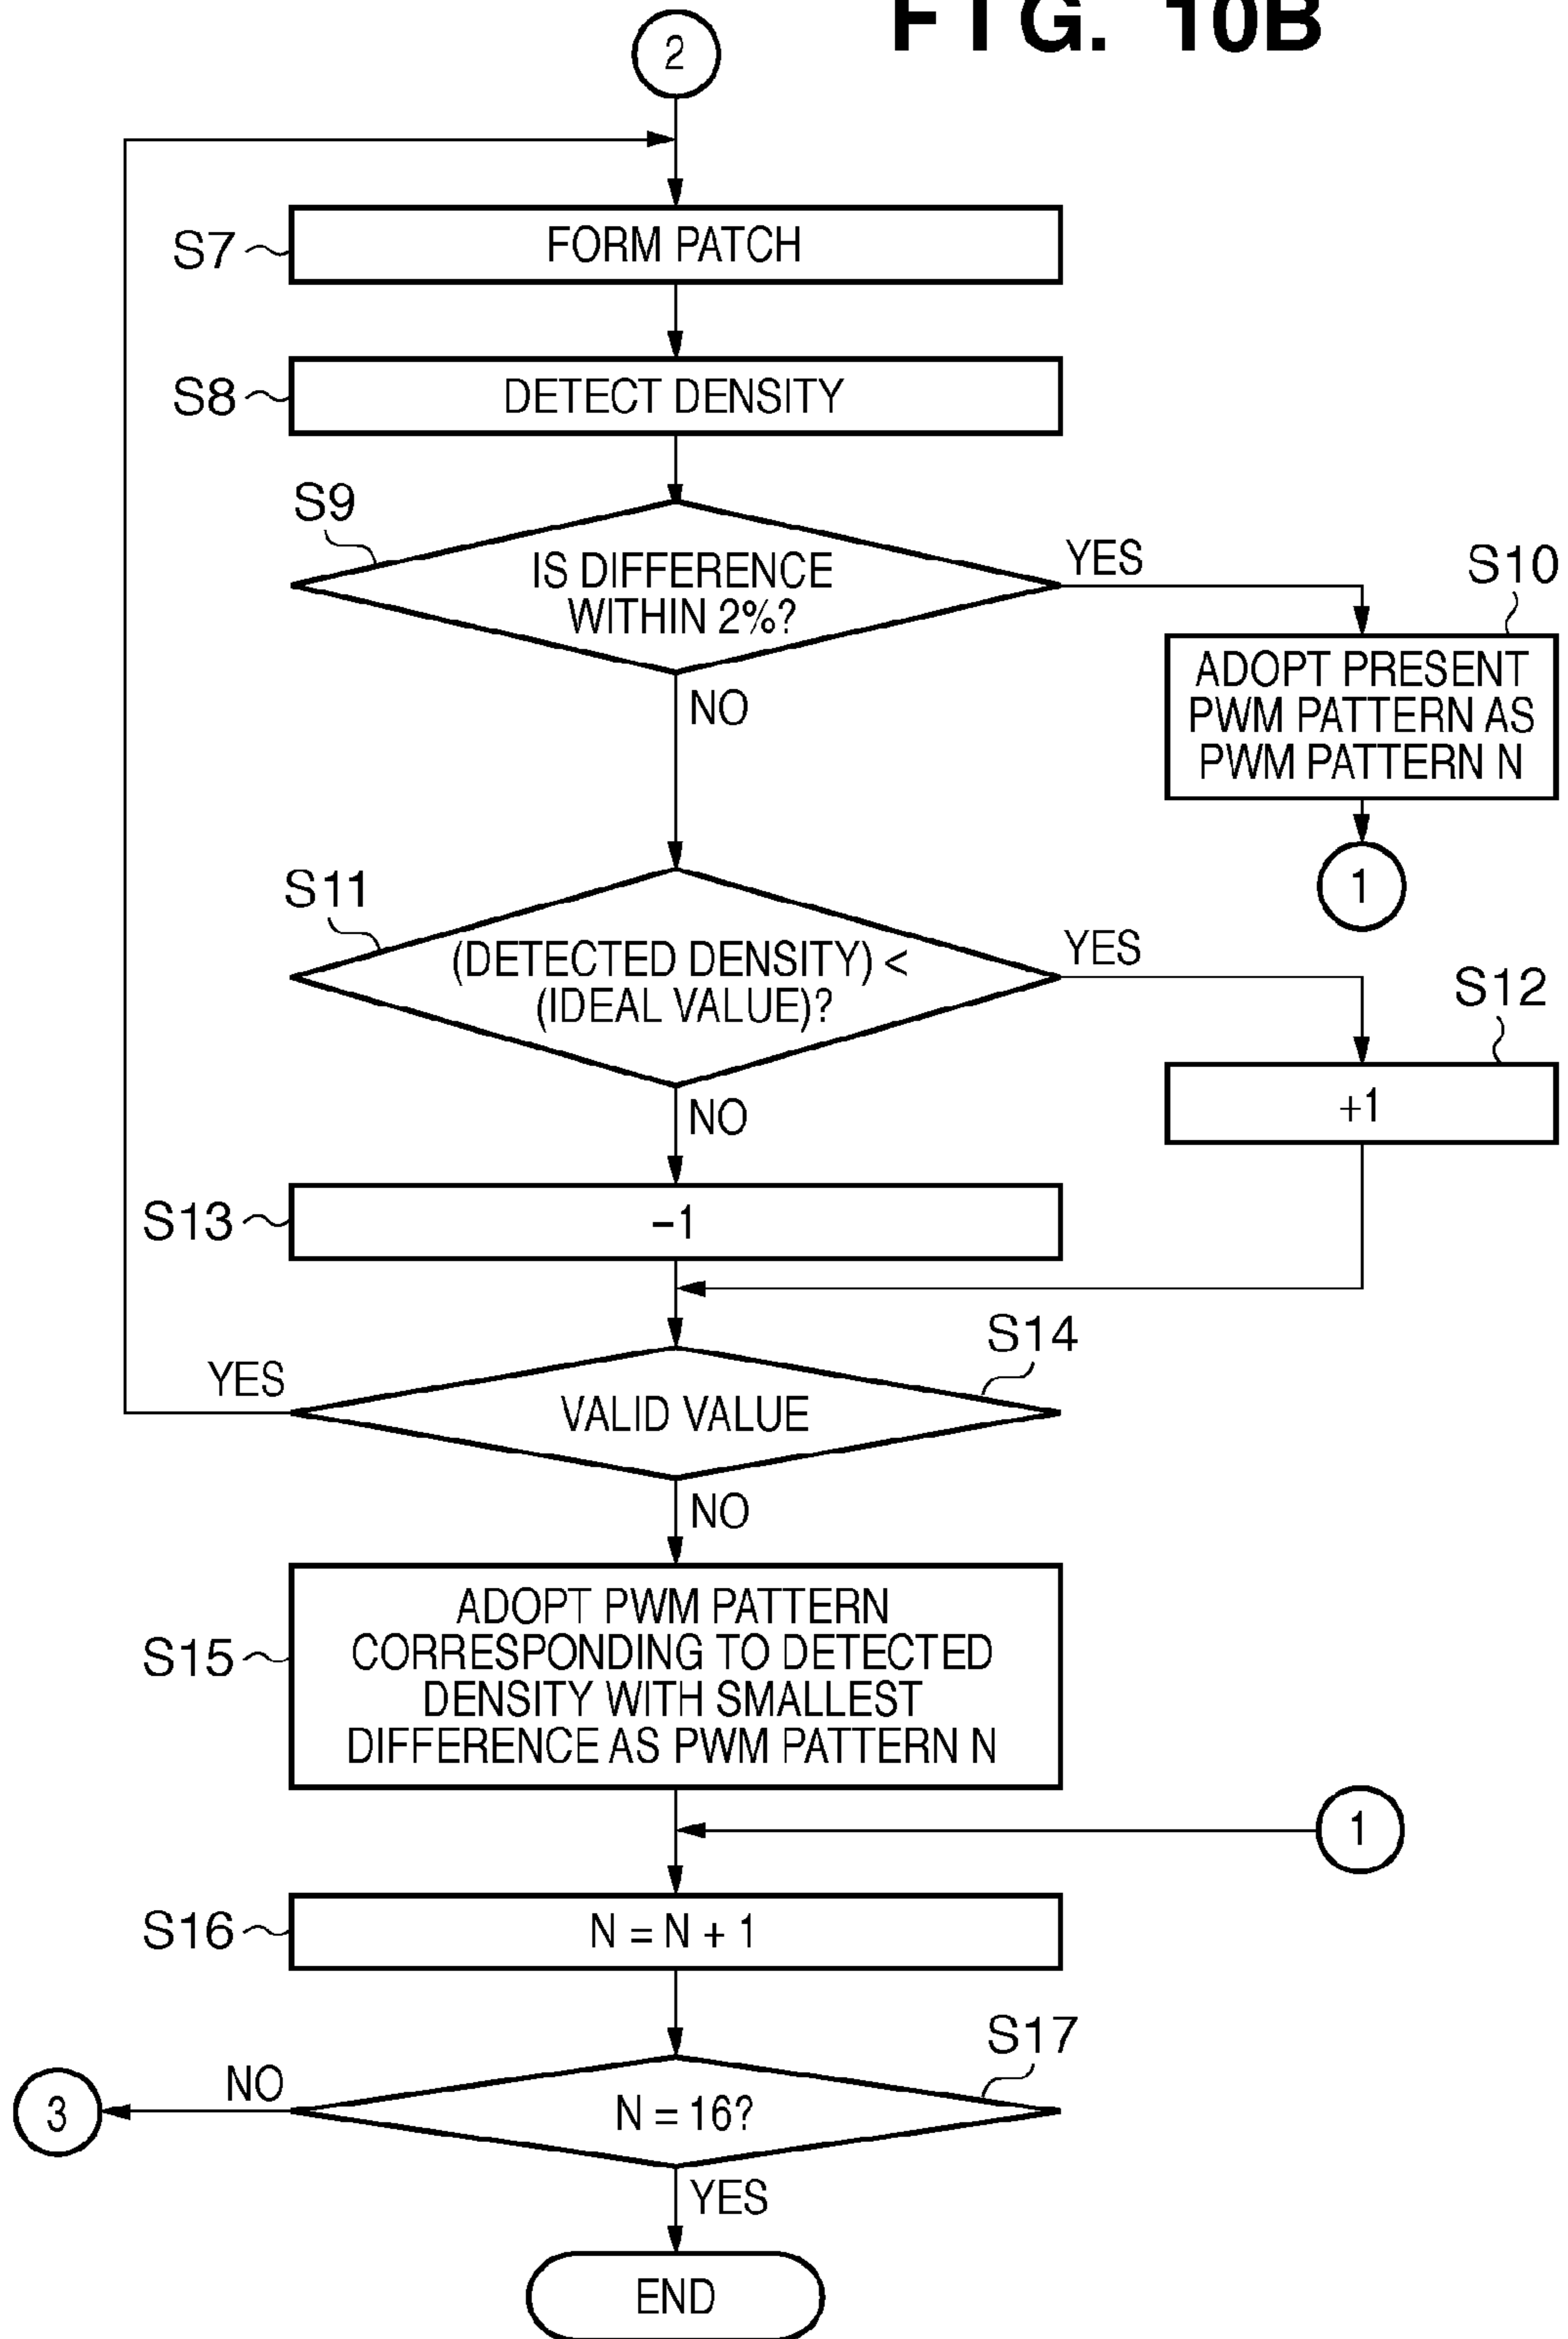 FIG. 10B
2
S7
FORM PATCH
S8
DETECT DENSITY
S9
IS DIFFERENCE
WITHIN 2%?
YES
NO
S10
ADOPT PRESENT
PWM PATTERN AS
PWM PATTERN N
1
S11
(DETECTED DENSITY) <
(IDEAL VALUE)?
YES
NO
S12
+1
S13
−1
S14
YES
VALID VALUE
NO
S15
ADOPT PWM PATTERN
CORRESPONDING TO DETECTED
DENSITY WITH SMALLEST
DIFFERENCE AS PWM PATTERN N
1
S16
N = N + 1
S17
3
NO
N = 16?
YES
END